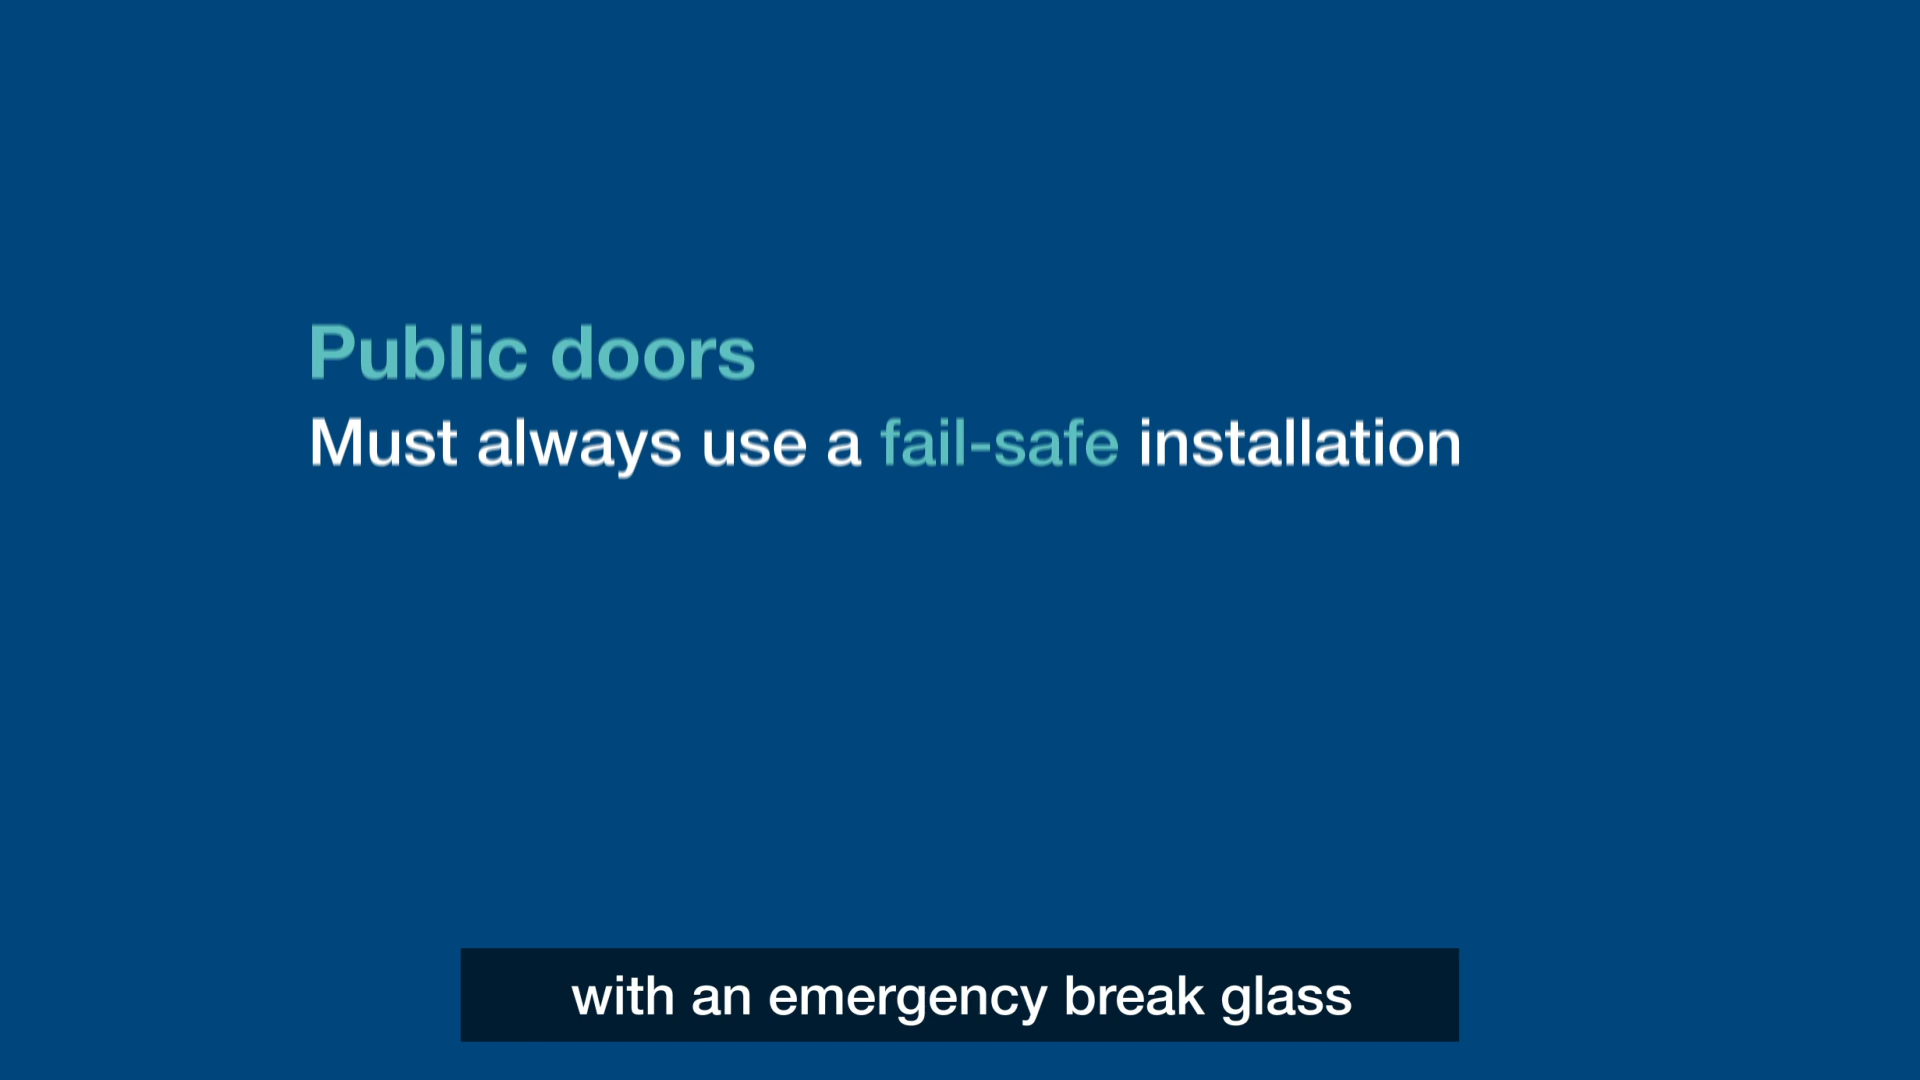 Public doors
Must always use a fail-safe installation
with an emergency break glass